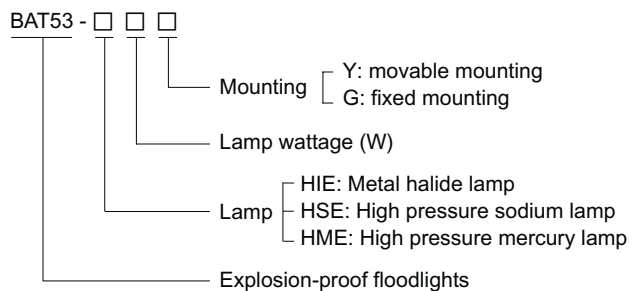 BAT53 - □ □ □
Mounting
Y: movable mounting
G: fixed mounting
Lamp wattage (W)
Lamp
HIE: Metal halide lamp
HSE: High pressure sodium lamp
HME: High pressure mercury lamp
Explosion-proof floodlights